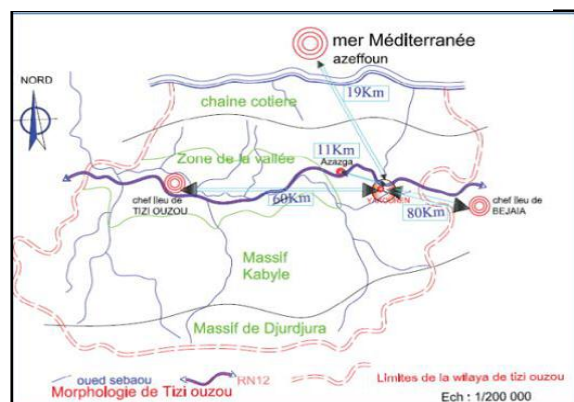 mer Méditerranée
azeffoun
NORD
19Km
chaine cotiere
11Km
Zone de la vallée
Azazga
chef lieu de
TIZI OUZOU
60Km
80Km
chef lieu de
BEJAIA
Massif
Kabyle
Massif de Djurdjura
oued sebaou
RN12
Limites de la wilaya de tizi ouzou
Morphologie de Tizi ouzou
Ech : 1/200 000